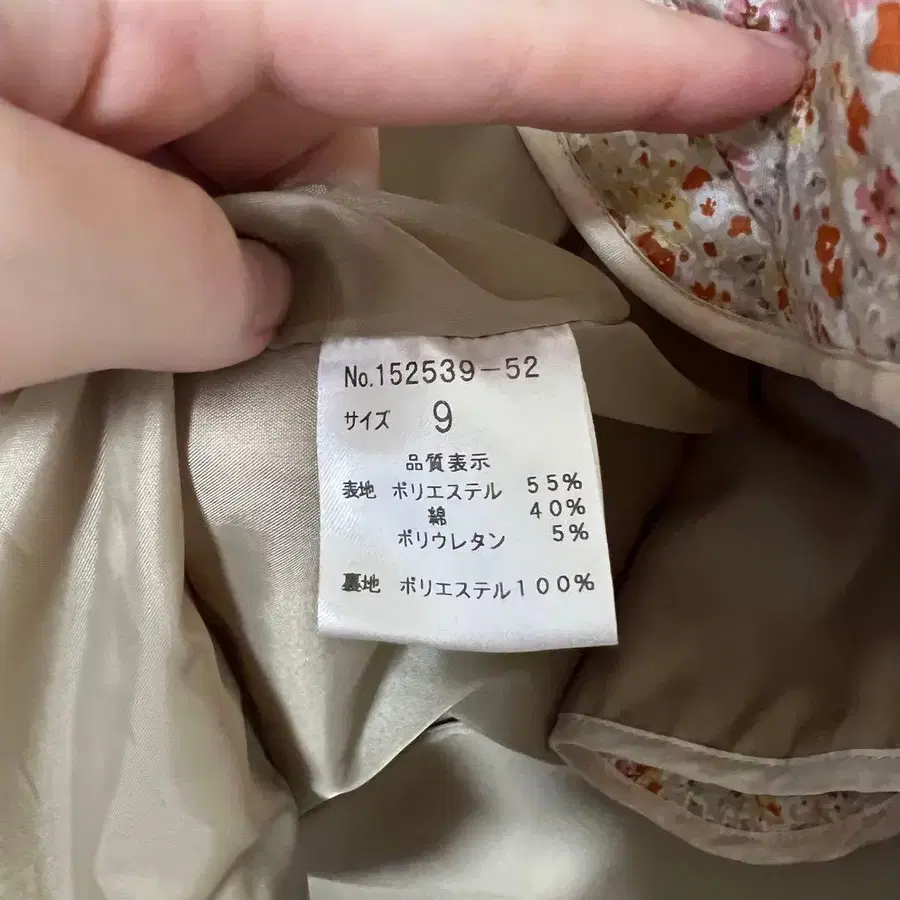 No.152539-52
サイズ 9
品質表示
表地 ポリエステル 55%
綿 40%
ポリウレタン 5%
裏地 ポリエステル100%